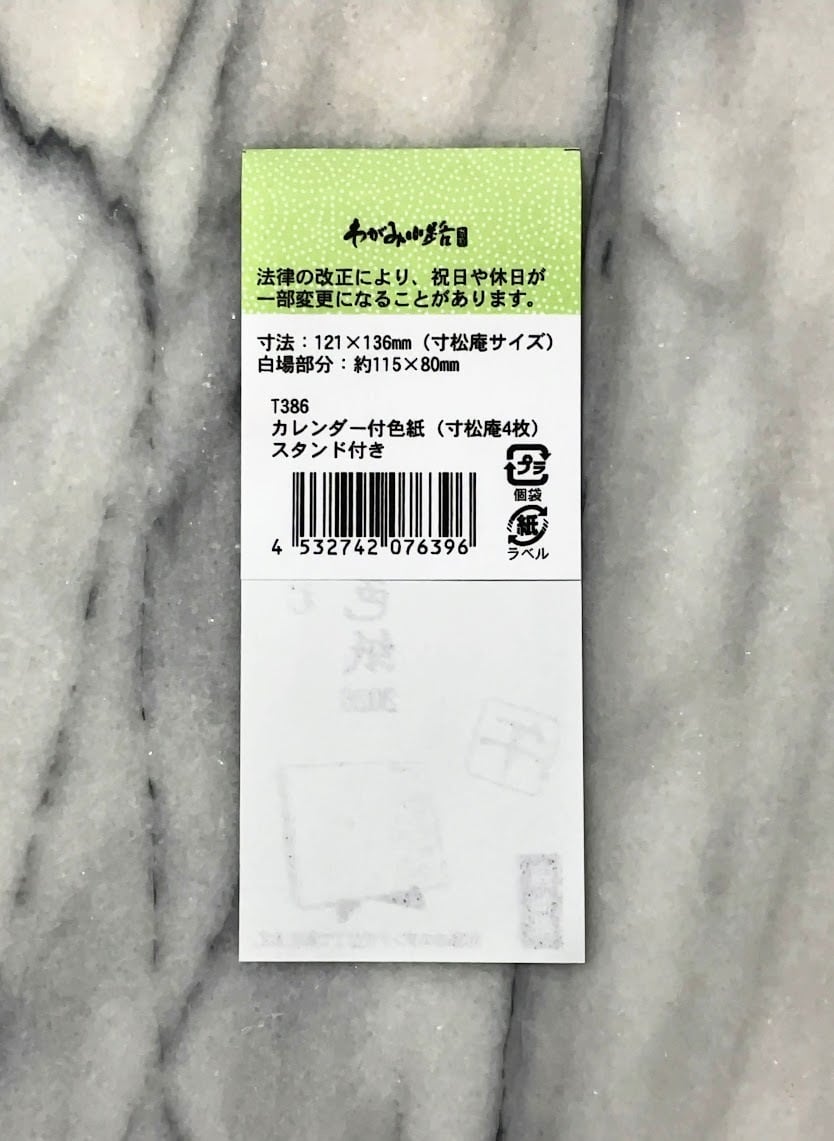 わがみ小路
法律の改正により、祝日や休日が
一部変更になることがあります。
寸法：121×136mm（寸松庵サイズ）
白場部分：約115×80mm
T386
カレンダー付色紙（寸松庵4枚）
スタンド付き
プラ
個袋
紙
ラベル
4 532742 076396
色紙
午